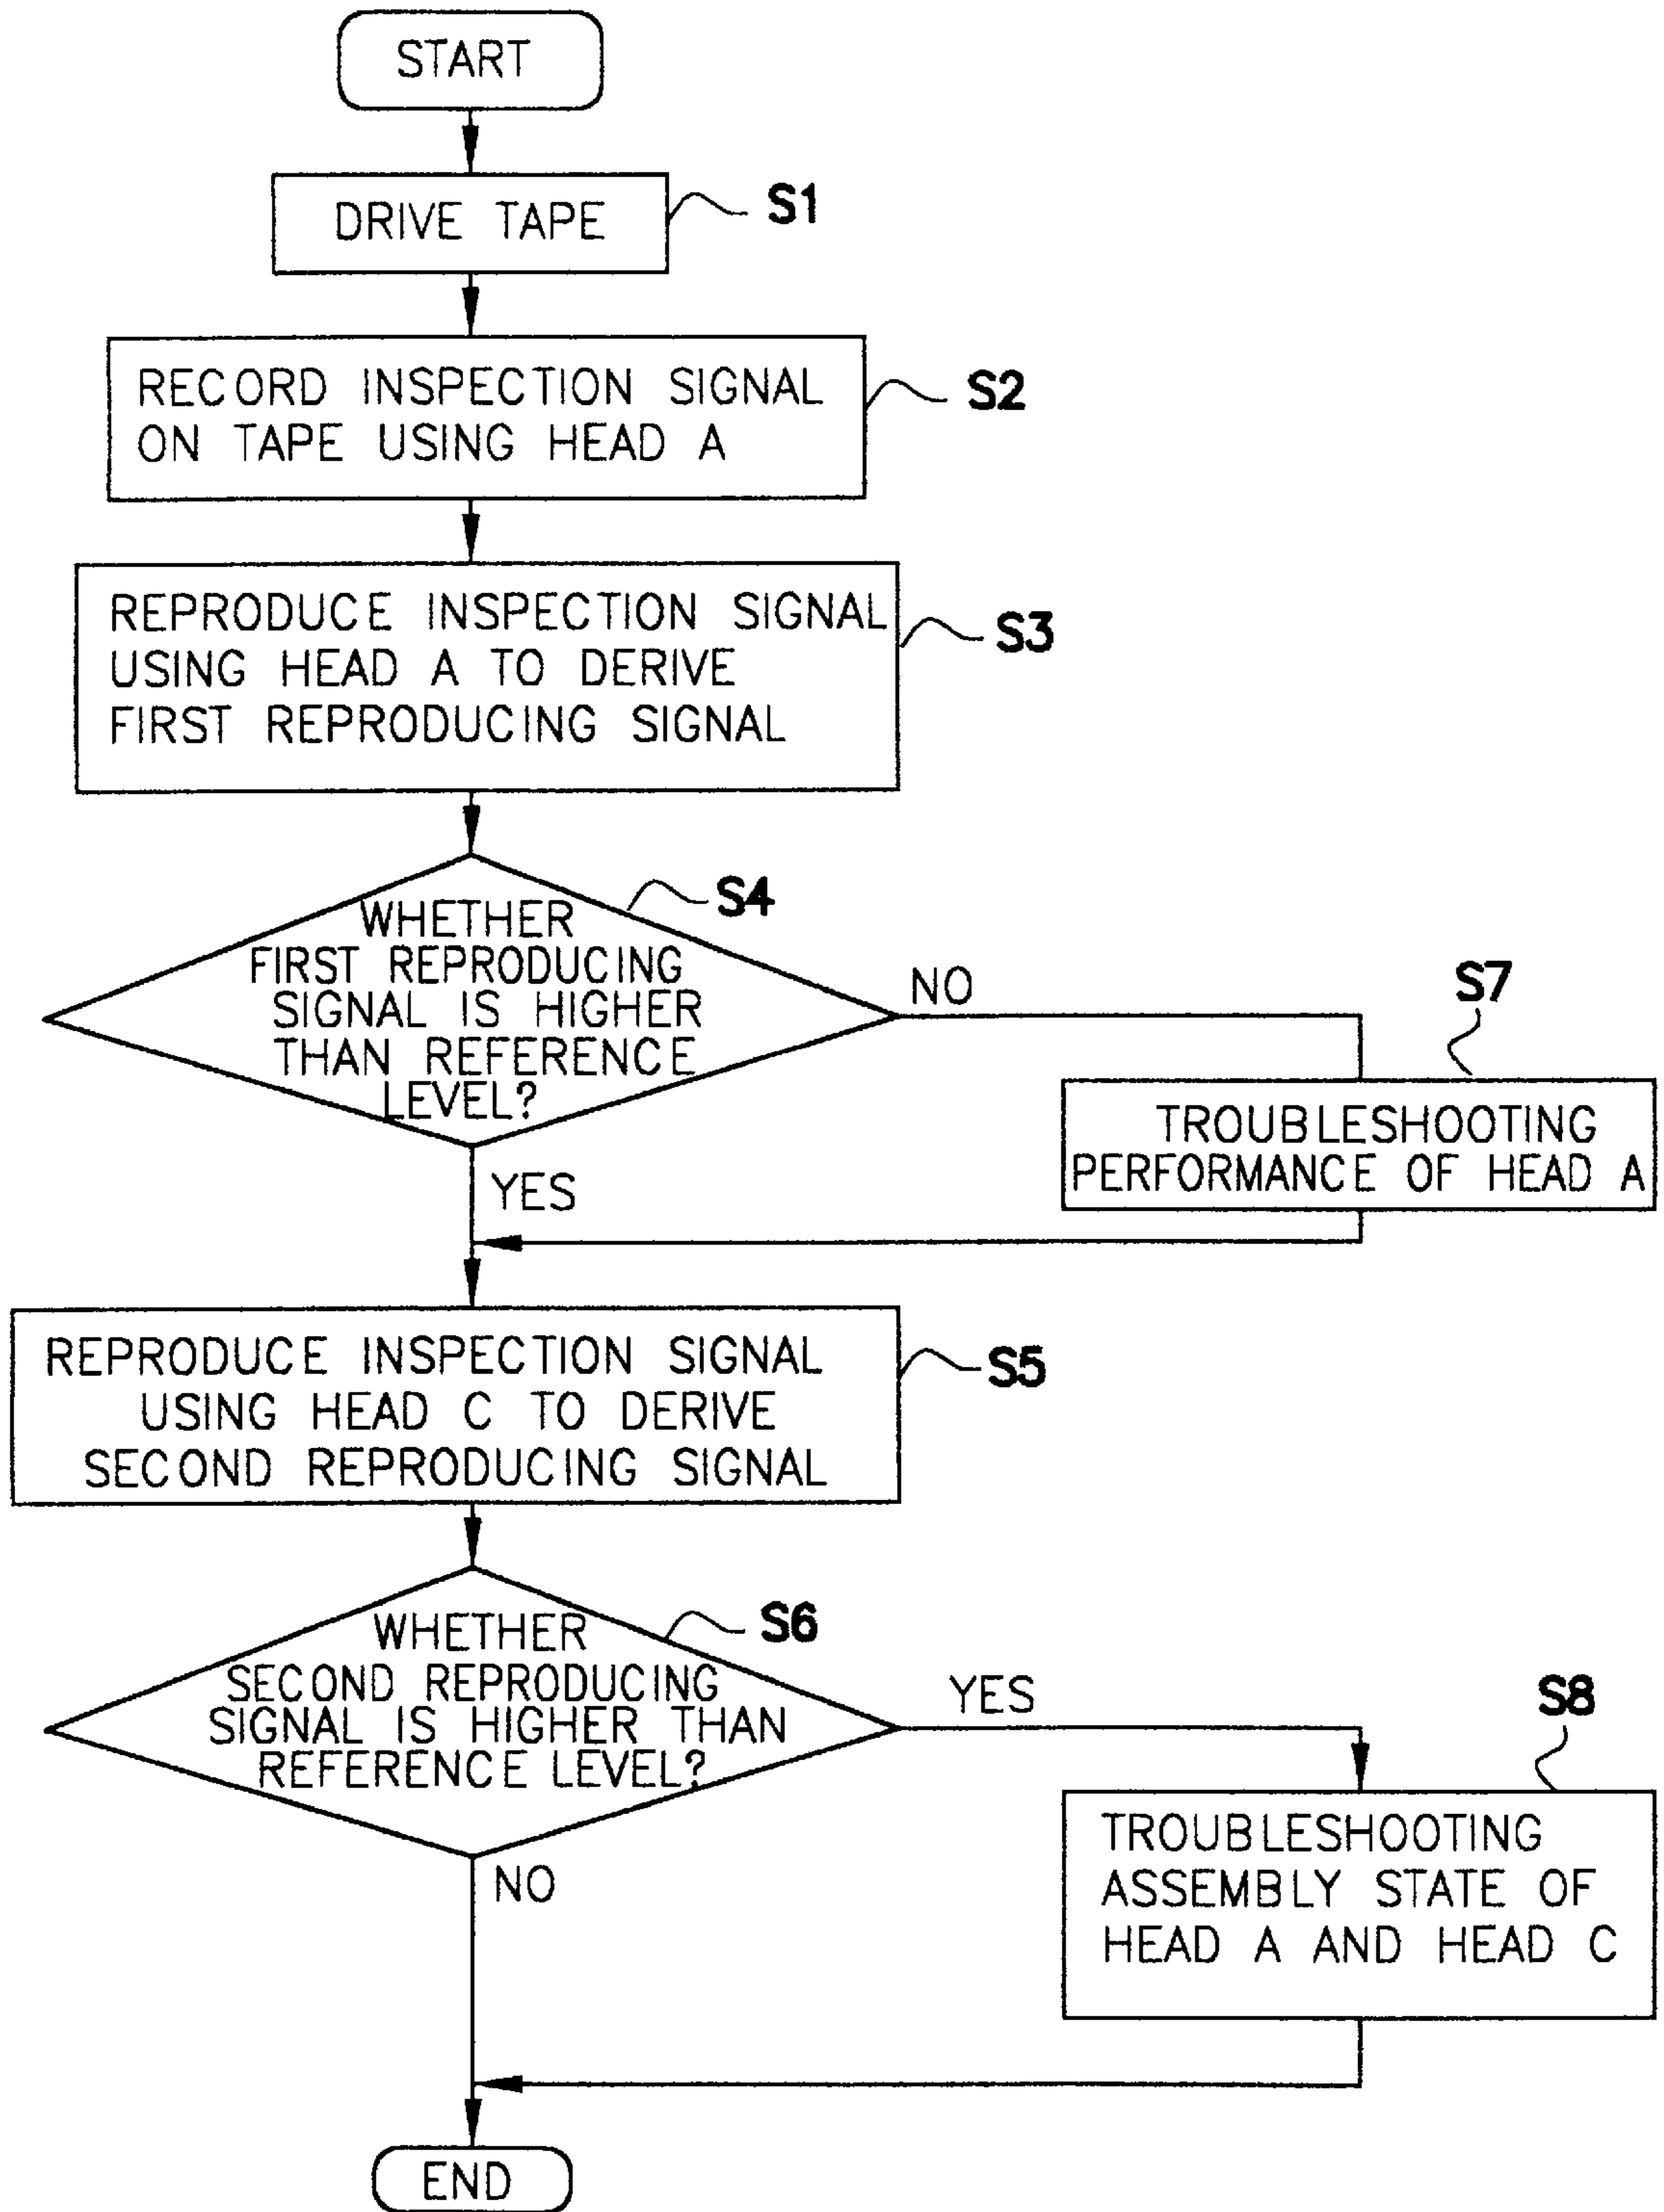 START
DRIVE TAPE
S1
RECORD INSPECTION SIGNAL
ON TAPE USING HEAD A
S2
REPRODUCE INSPECTION SIGNAL
USING HEAD A TO DERIVE
FIRST REPRODUCING SIGNAL
S3
WHETHER
FIRST REPRODUCING
SIGNAL IS HIGHER
THAN REFERENCE
LEVEL?
S4
NO
S7
TROUBLESHOOTING
PERFORMANCE OF HEAD A
YES
REPRODUCE INSPECTION SIGNAL
USING HEAD C TO DERIVE
SECOND REPRODUCING SIGNAL
S5
WHETHER
SECOND REPRODUCING
SIGNAL IS HIGHER THAN
REFERENCE LEVEL?
S6
YES
S8
TROUBLESHOOTING
ASSEMBLY STATE OF
HEAD A AND HEAD C
NO
END